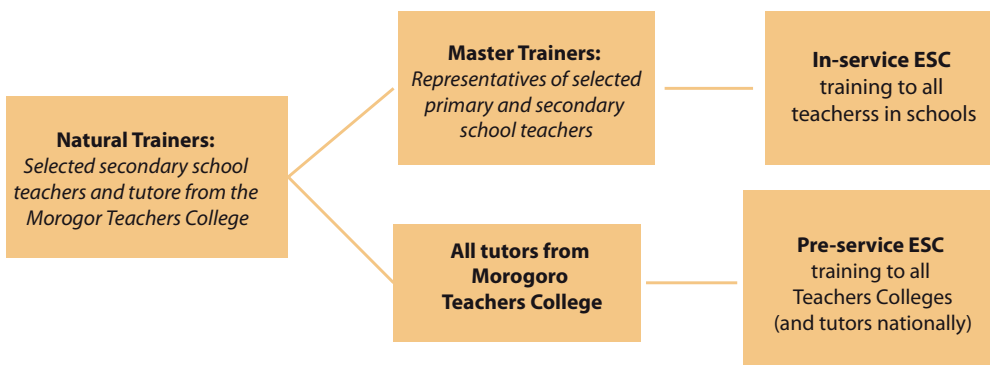 Natural Trainers:
Selected secondary school
teachers and tutore from the
Morogor Teachers College
Master Trainers:
Representatives of selected
primary and secondary
school teachers
In-service ESC
training to all
teacherss in schools
All tutors from
Morogoro
Teachers College
Pre-service ESC
training to all
Teachers Colleges
(and tutors nationally)